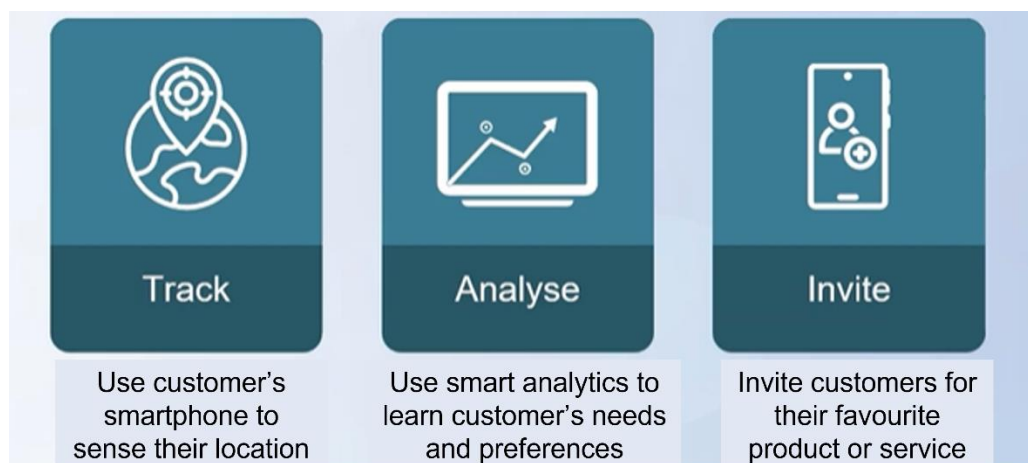 Track
Use customer's
smartphone to
sense their location
Analyse
Use smart analytics to
learn customer's needs
and preferences
Invite
Invite customers for
their favourite
product or service